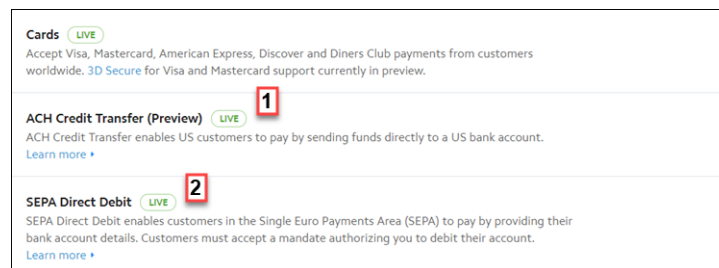 Cards LIVE
Accept Visa, Mastercard, American Express, Discover and Diners Club payments from customers
worldwide. 3D Secure for Visa and Mastercard support currently in preview.
1
ACH Credit Transfer (Preview) LIVE
ACH Credit Transfer enables US customers to pay by sending funds directly to a US bank account.
Learn more
2
SEPA Direct Debit LIVE
SEPA Direct Debit enables customers in the Single Euro Payments Area (SEPA) to pay by providing their
bank account details. Customers must accept a mandate authorizing you to debit their account.
Learn more